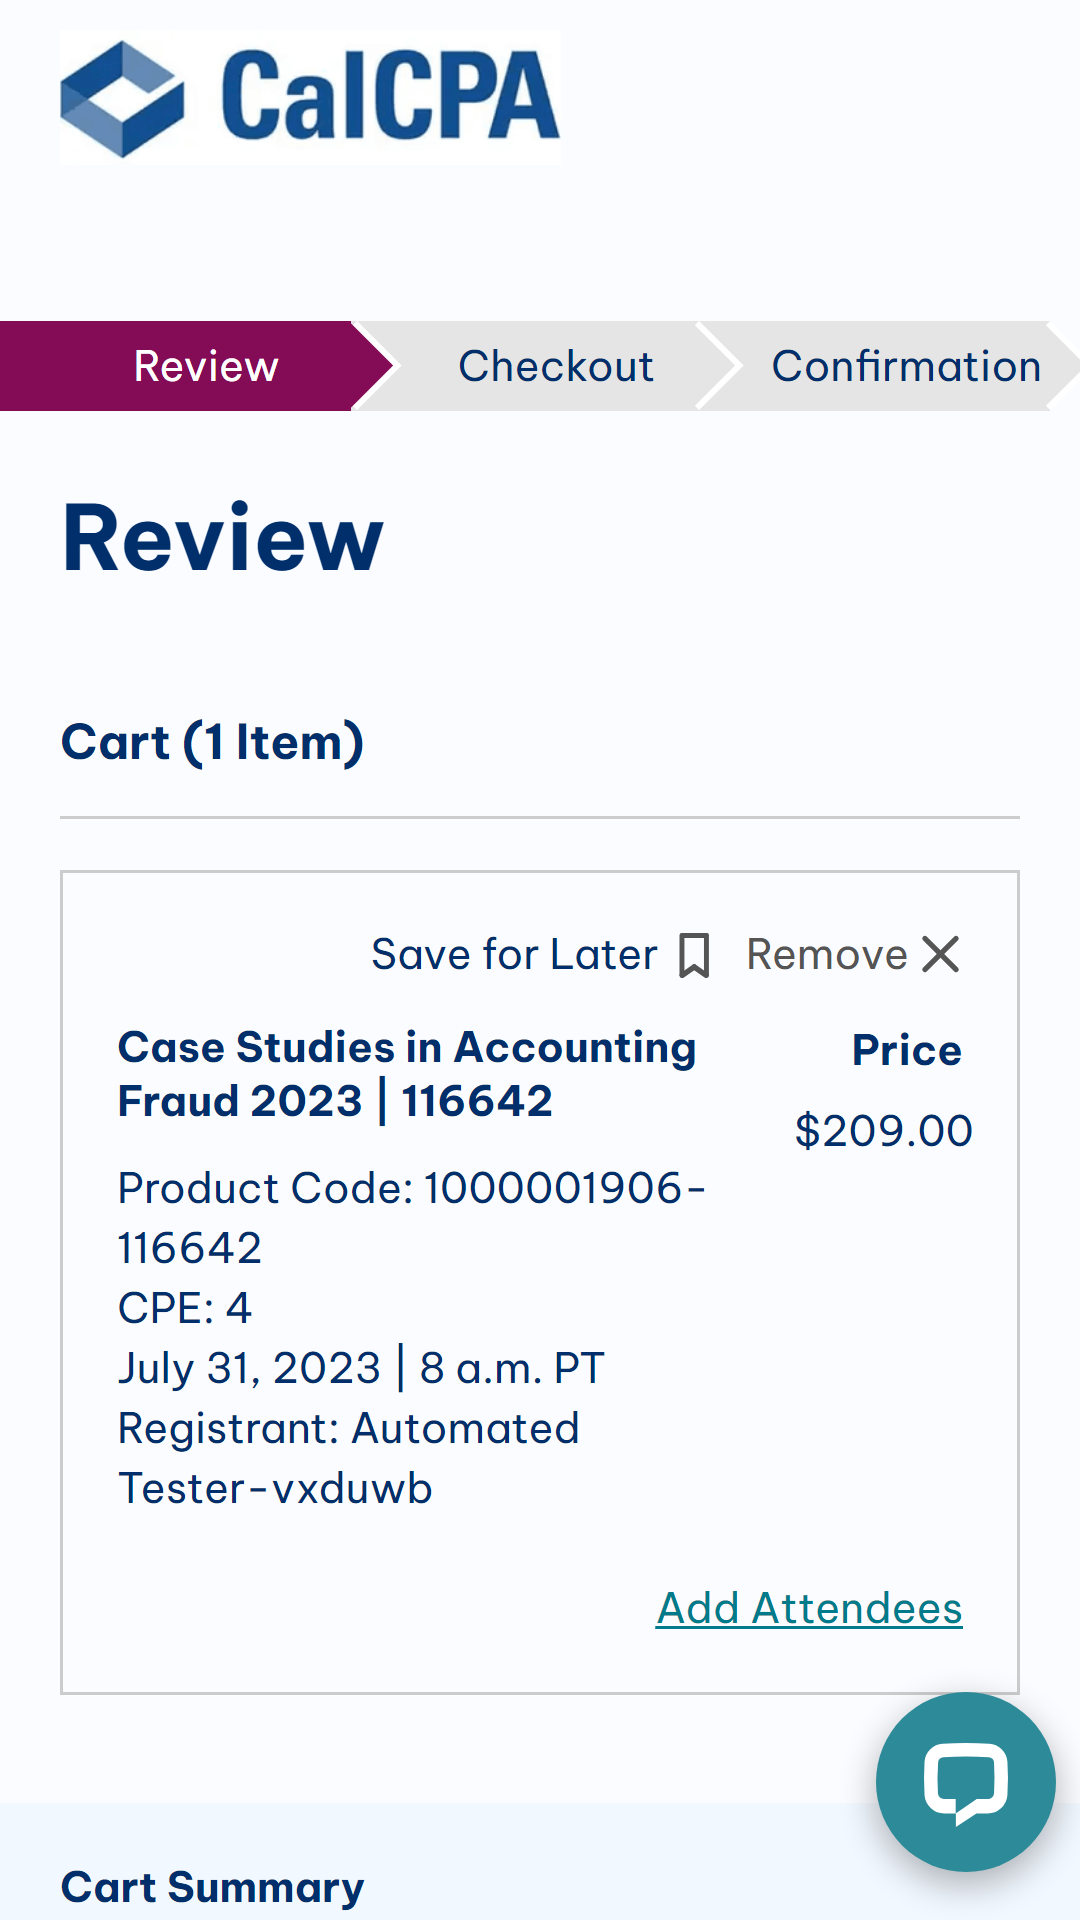 CalCPA
Review
Checkout
Confirmation
Review
Cart (1 Item)
Save for Later
Remove
Case Studies in Accounting
Fraud 2023 | 116642
Price
$209.00
Product Code: 1000001906-
116642
CPE: 4
July 31, 2023 | 8 a.m. PT
Registrant: Automated
Tester-vxduwb
Add Attendees
Cart Summary